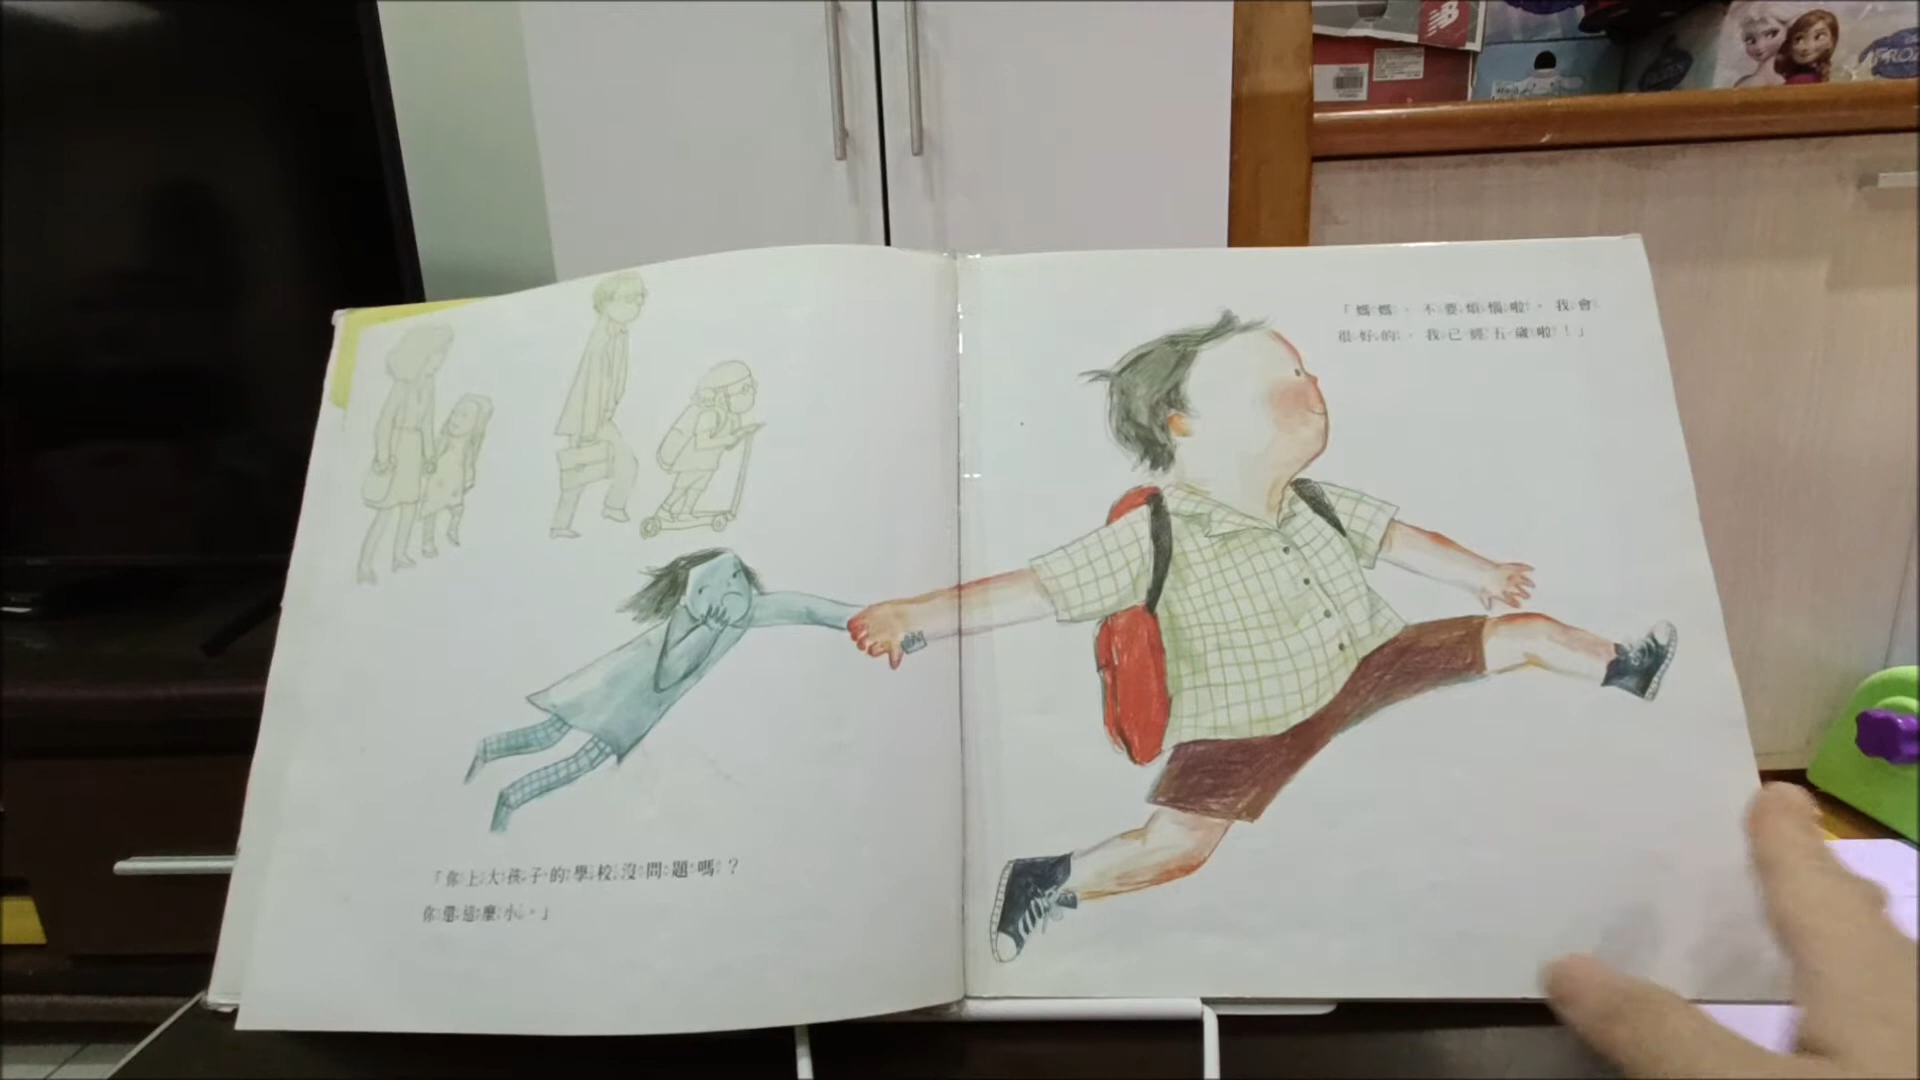 「你上大孩子的學校沒問題嗎？
你還這麼小。」
「媽媽，不要煩惱啦，我會
很好的，我已經五歲啦！」